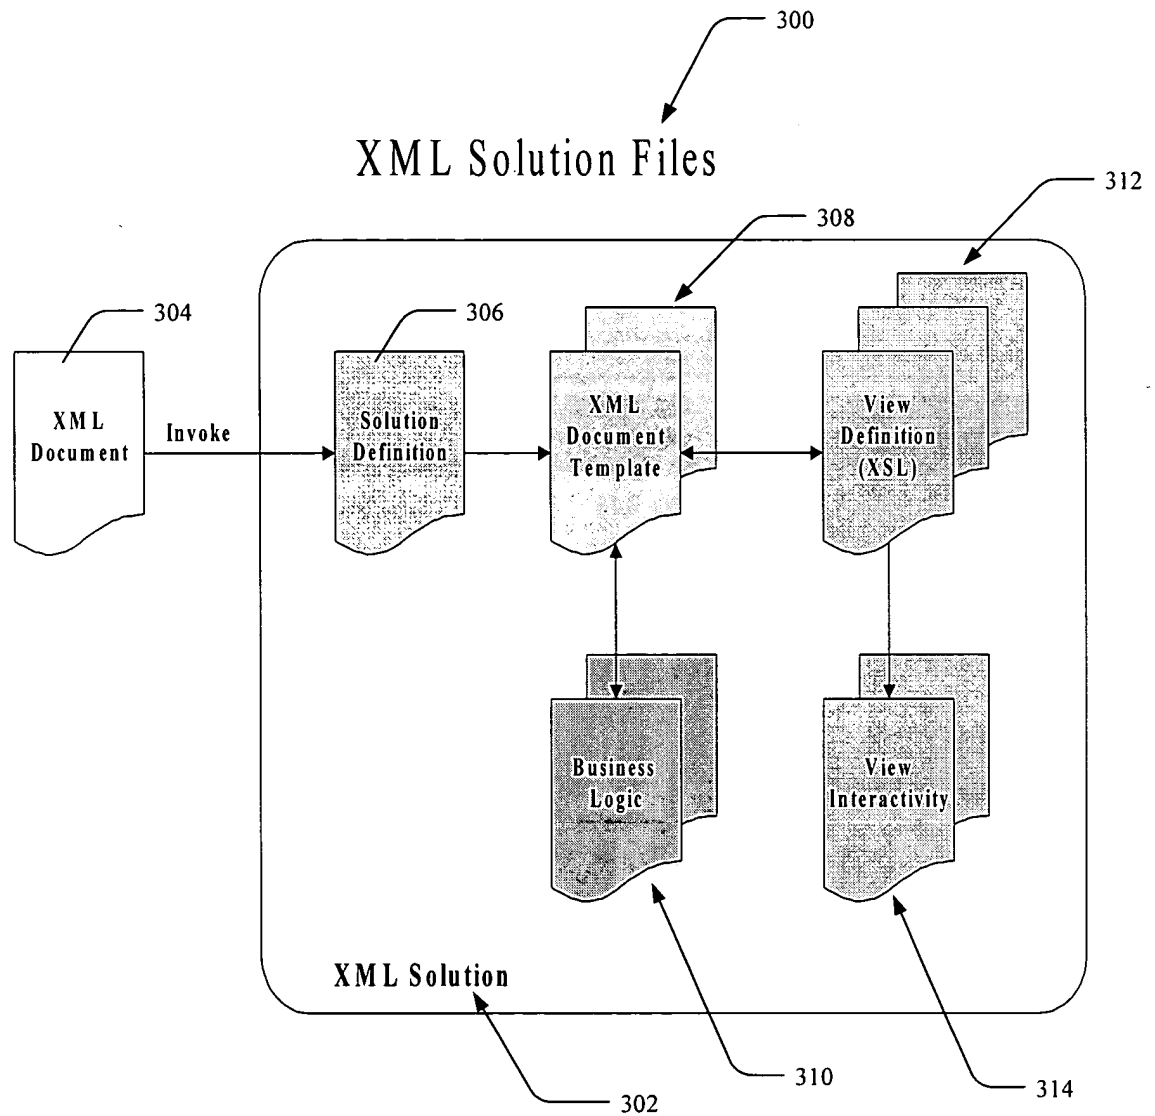 300
XML Solution Files
312
308
304
306
XML
Document
Invoke
Solution
Definition
XML
Document
Template
View
Definition
(XSL)
Business
Logic
View
Interactivity
XML Solution
310
314
302